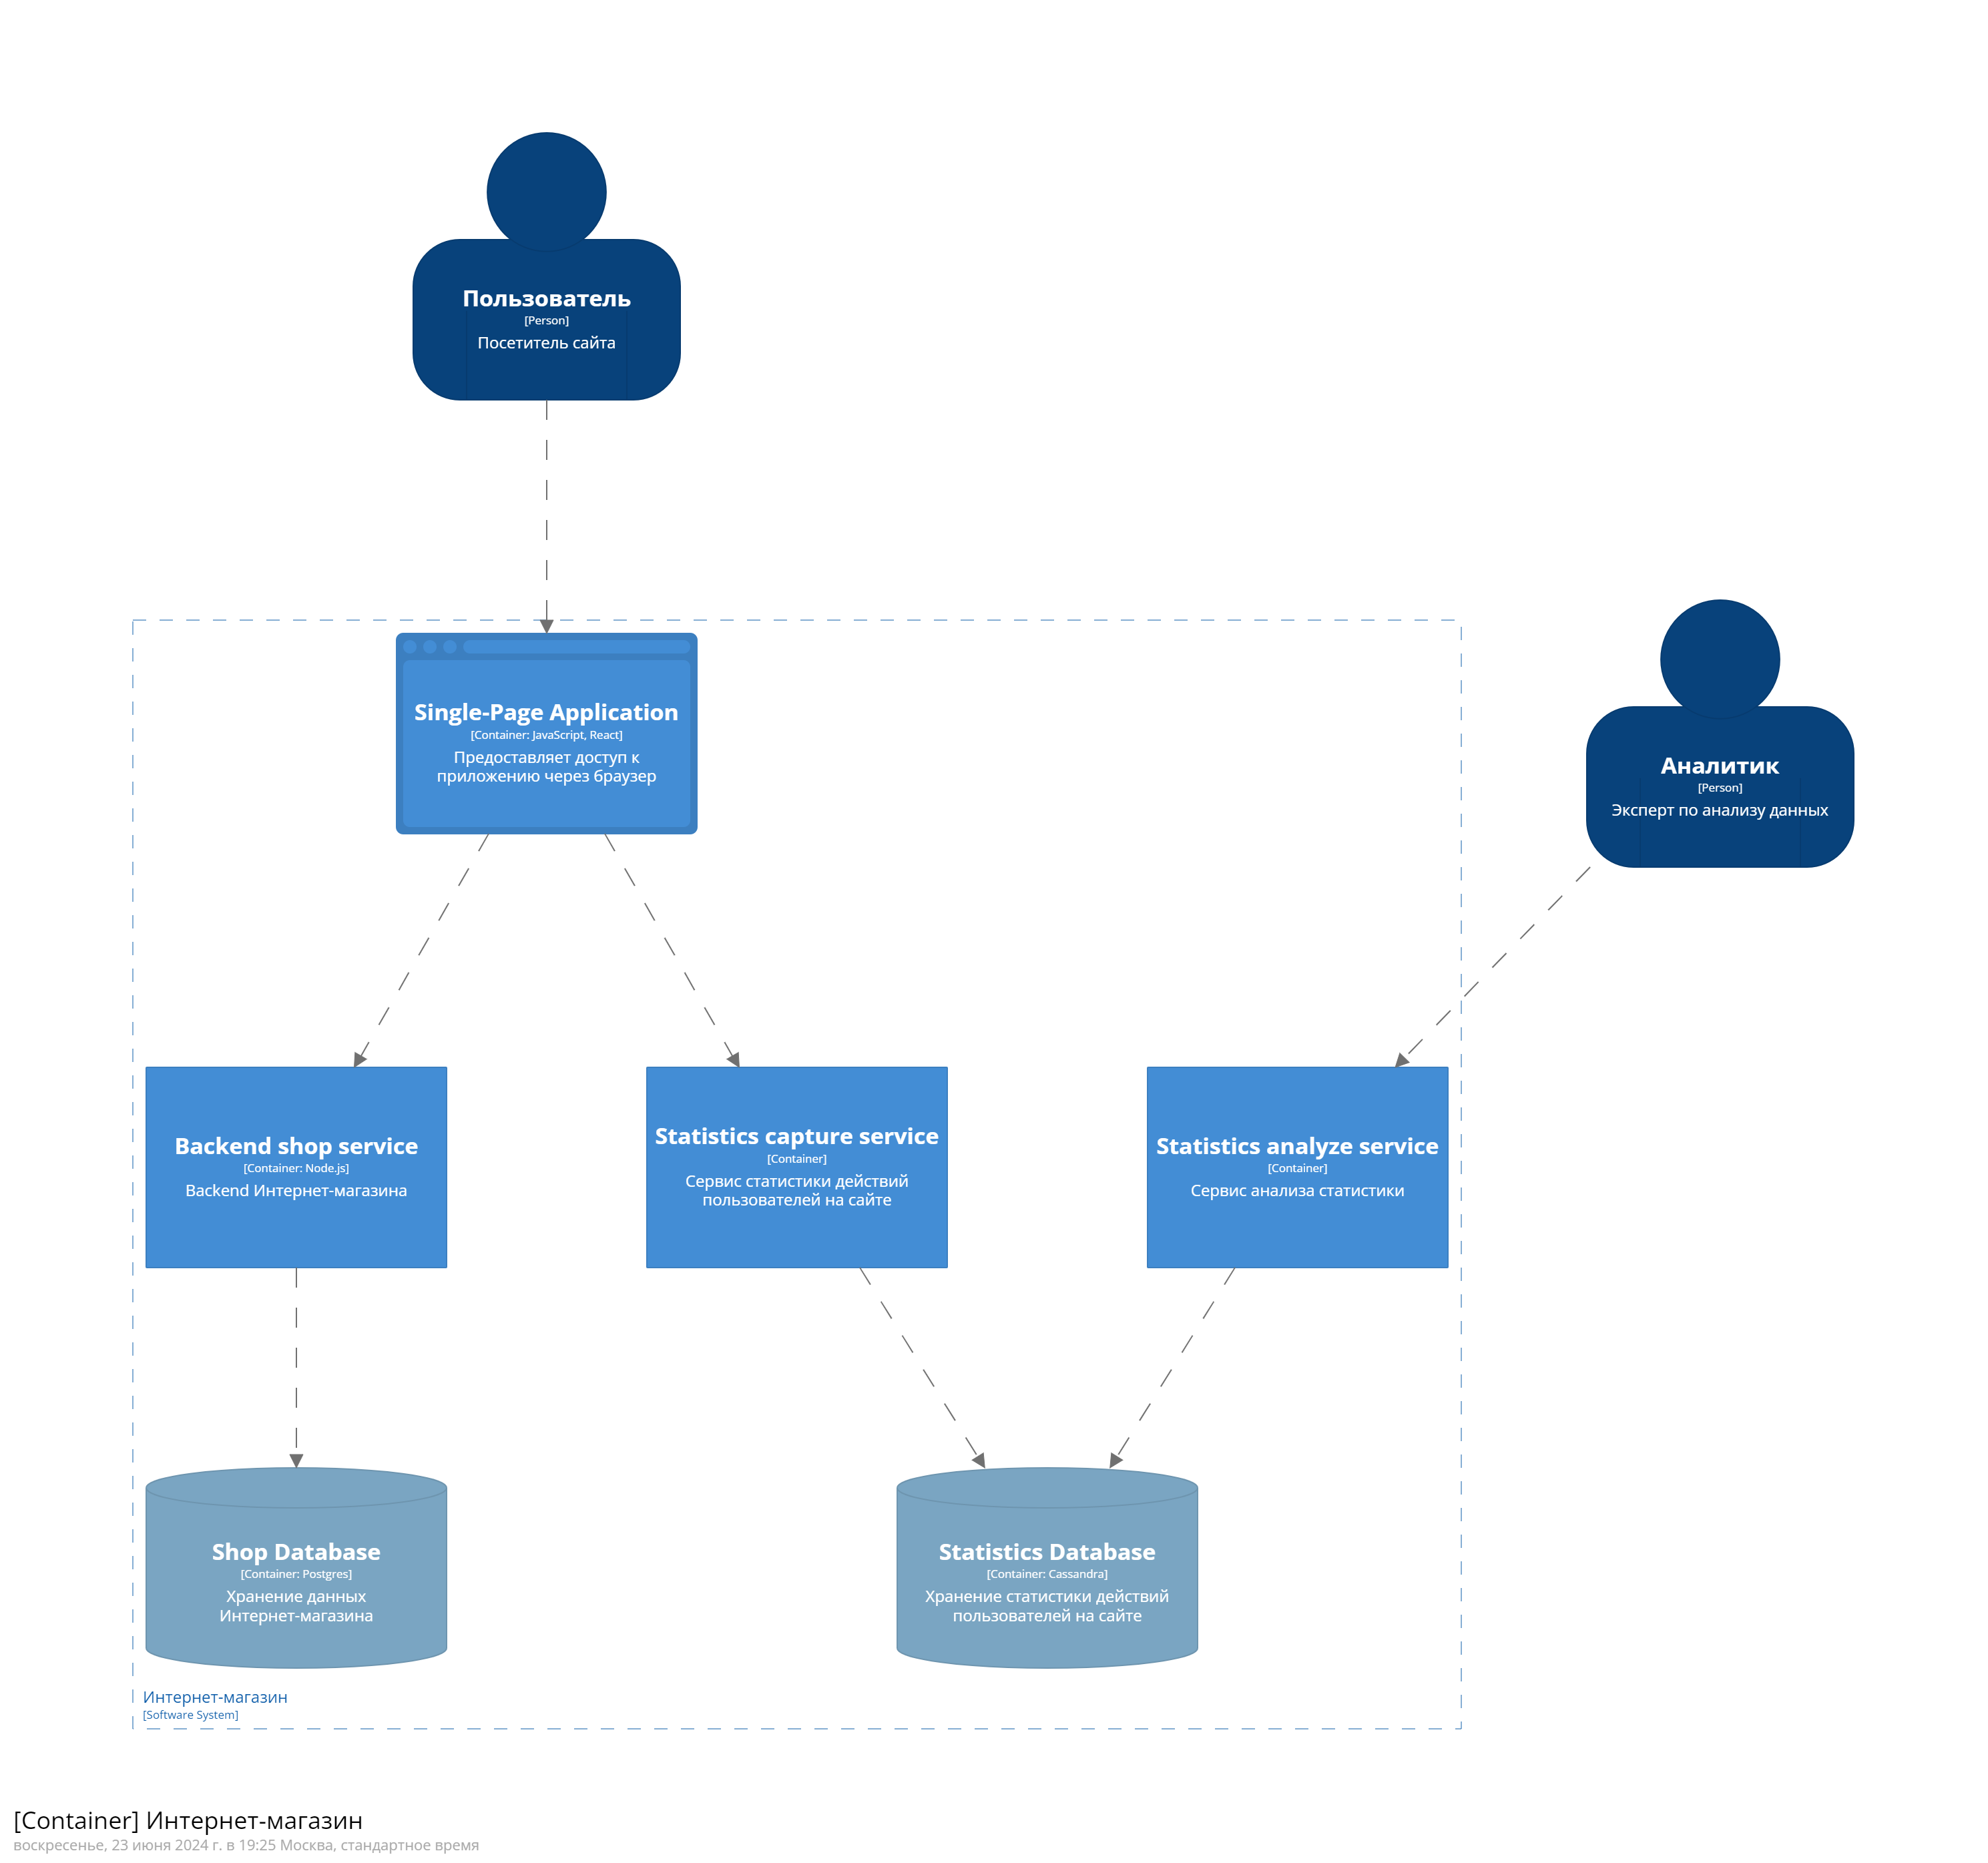 Пользователь
[Person]
Посетитель сайта
Single-Page Application
[Container: JavaScript, React]
Предоставляет доступ к
приложению через браузер
Аналитик
[Person]
Эксперт по анализу данных
Backend shop service
[Container: Node.js]
Backend Интернет-магазина
Statistics capture service
[Container]
Сервис статистики действий
пользователей на сайте
Statistics analyze service
[Container]
Сервис анализа статистики
Shop Database
[Container: Postgres]
Хранение данных
Интернет-магазина
Statistics Database
[Container: Cassandra]
Хранение статистики действий
пользователей на сайте
Интернет-магазин
[Software System]
[Container] Интернет-магазин
воскресенье, 23 июня 2024 г. в 19:25 Москва, стандартное время